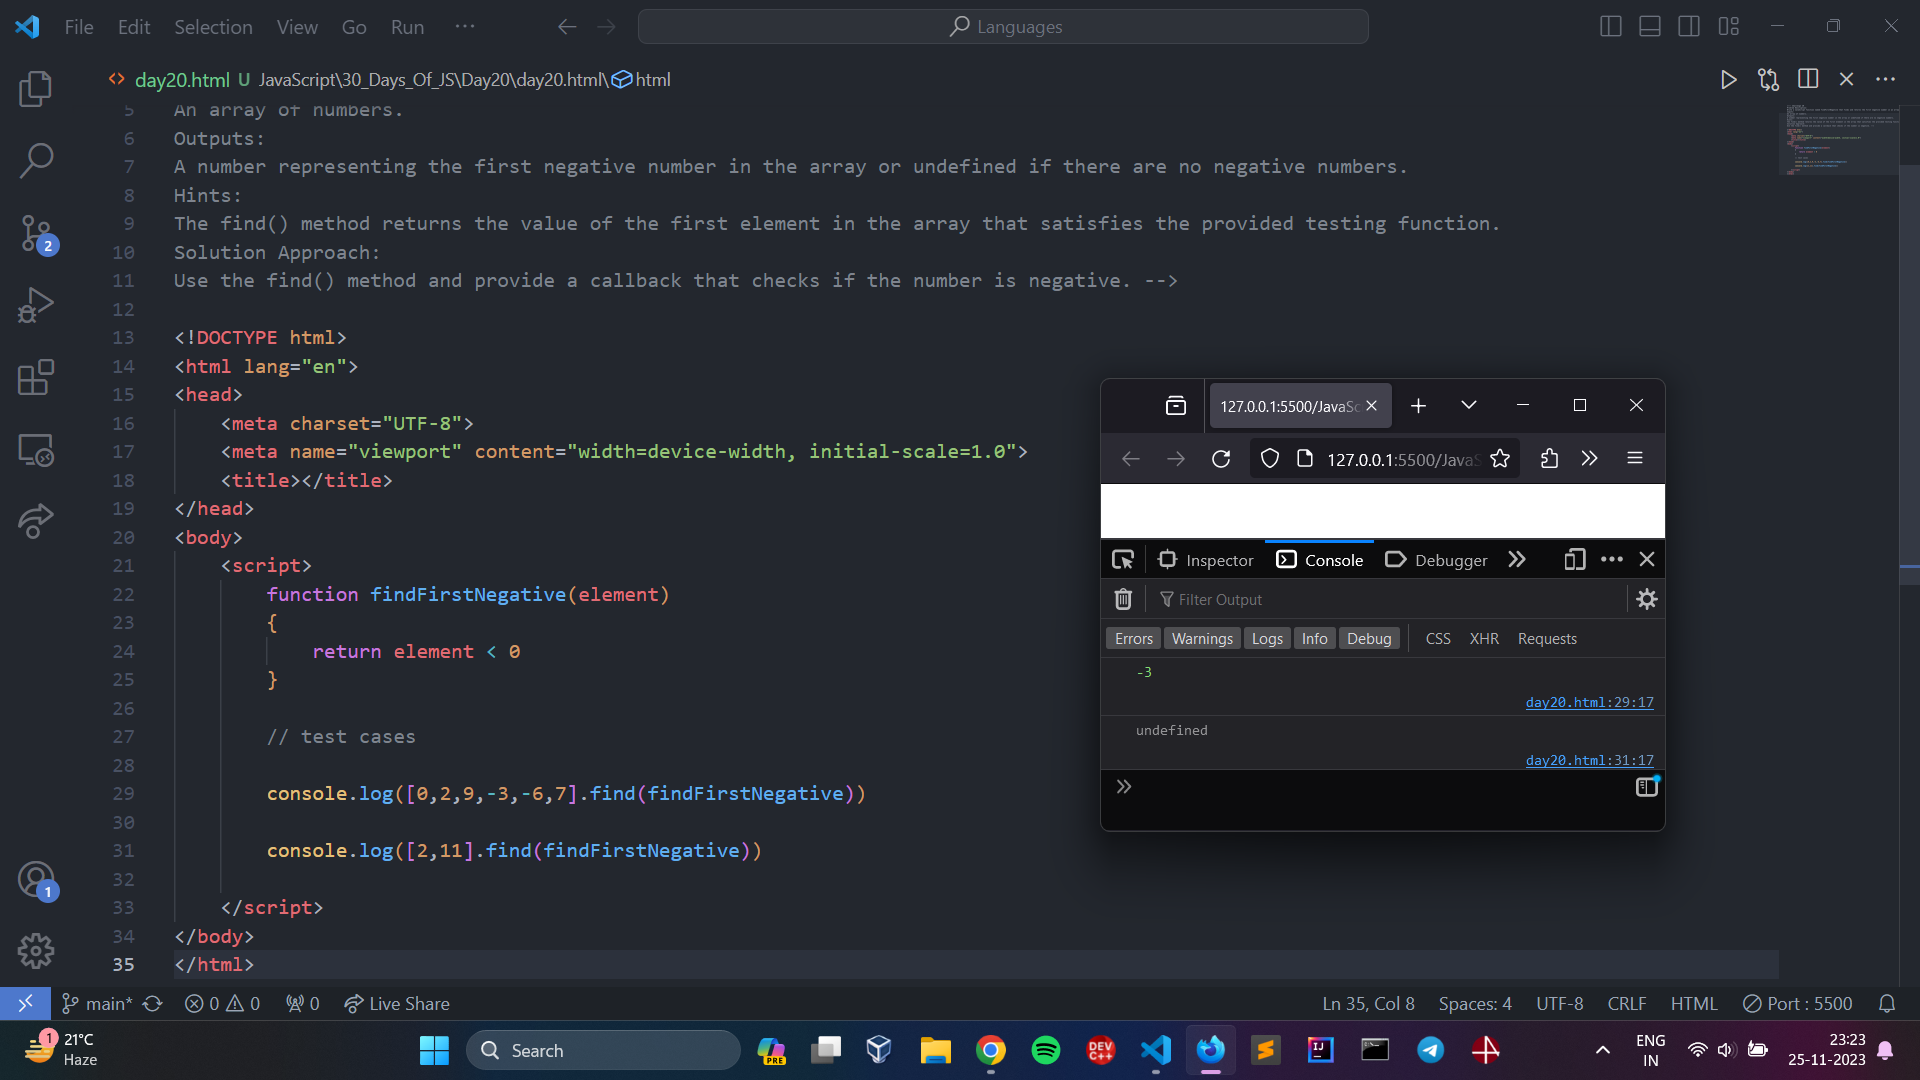 File Edit Selection View Go Run ···
Languages
day20.html U JavaScript\30_Days_Of_JS\Day20\day20.html\html
5 An array of numbers.
6 Outputs:
7 A number representing the first negative number in the array or undefined if there are no negative numbers.
8 Hints:
9 The find() method returns the value of the first element in the array that satisfies the provided testing function.
10 Solution Approach:
11 Use the find() method and provide a callback that checks if the number is negative. -->
12
13 <!DOCTYPE html>
14 <html lang="en">
15 <head>
16 <meta charset="UTF-8">
17 <meta name="viewport" content="width=device-width, initial-scale=1.0">
18 <title></title>
19 </head>
20 <body>
21 <script>
22 function findFirstNegative(element)
23 {
24 return element < 0
25 }
26
27 // test cases
28
29 console.log([0,2,9,-3,-6,7].find(findFirstNegative))
30
31 console.log([2,11].find(findFirstNegative))
32
33 </script>
34 </body>
35 </html>
2
1
127.0.0.1:5500/JavaSc
127.0.0.1:5500/JavaS
Inspector Console Debugger
Filter Output
Errors Warnings Logs Info Debug CSS XHR Requests
-3
day20.html:29:17
undefined
day20.html:31:17
main* 0 0 0 Live Share
Ln 35, Col 8 Spaces: 4 UTF-8 CRLF HTML Port : 5500
1
21°C
Haze
Search
PRE
DEV
C++
IJ
ENG
IN
23:23
25-11-2023